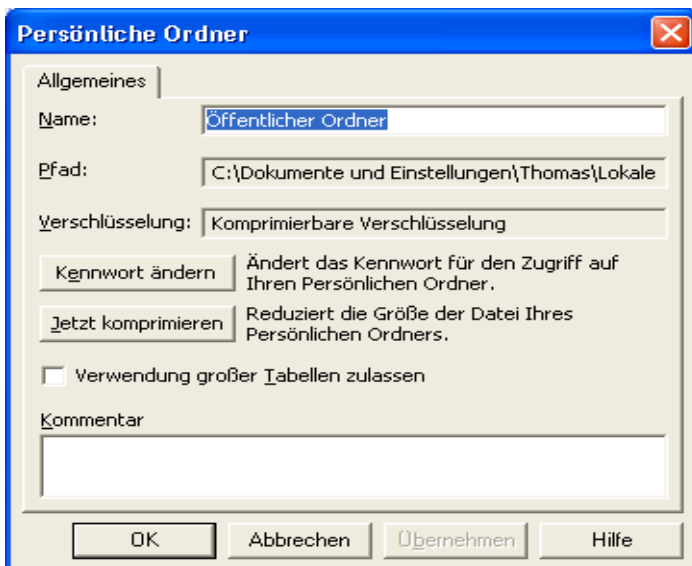 Persönliche Ordner
Allgemeines
Name: Öffentlicher Ordner
Pfad: C:\Dokumente und Einstellungen\Thomas\Lokale
Verschlüsselung: Komprimierbare Verschlüsselung
Kennwort ändern
Ändert das Kennwort für den Zugriff auf
Ihren Persönlichen Ordner.
Jetzt komprimieren
Reduziert die Größe der Datei Ihres
Persönlichen Ordners.
Verwendung großer Tabellen zulassen
Kommentar
OK Abbrechen Übernehmen Hilfe